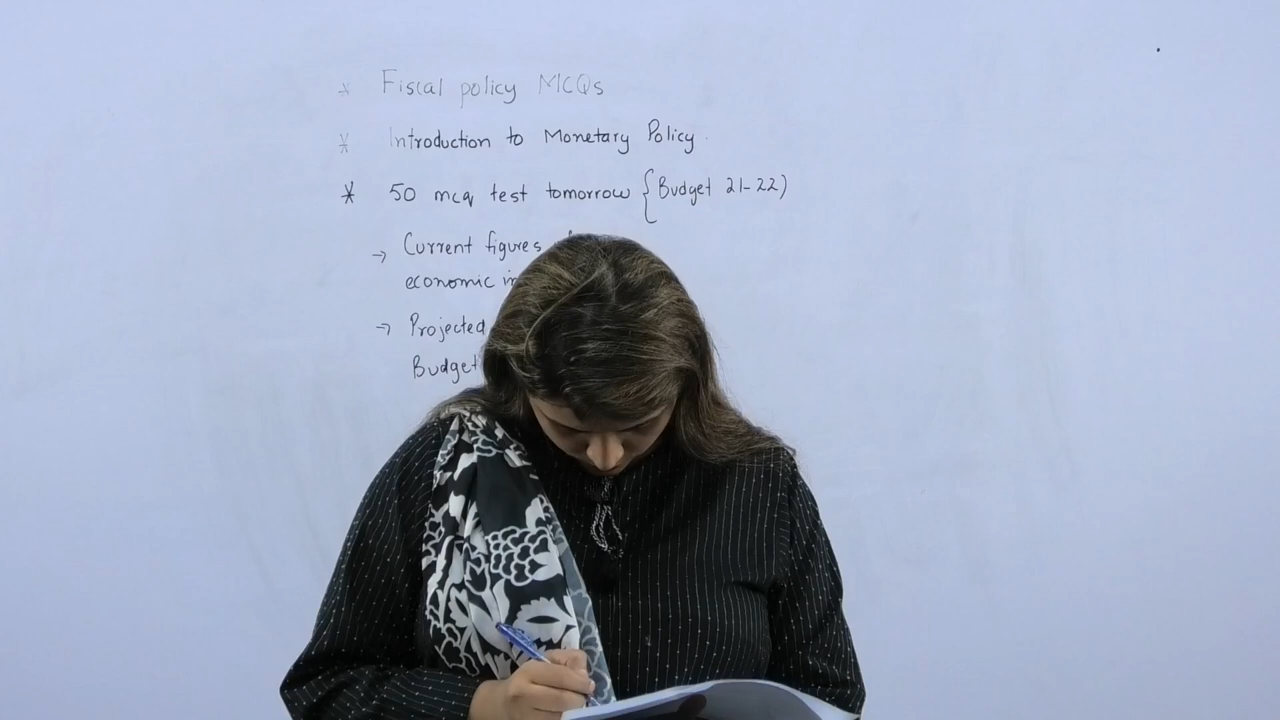 * Fiscal policy MCQs
* Introduction to Monetary Policy.
* 50 mcq test tomorrow {Budget 21-22)
→ Current figures
economic
→ Projected
Budget